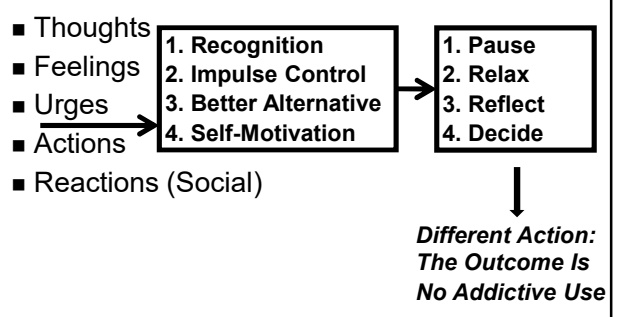 ■ Thoughts
■ Feelings
■ Urges
■ Actions
■ Reactions (Social)
1. Recognition
2. Impulse Control
3. Better Alternative
4. Self-Motivation
1. Pause
2. Relax
3. Reflect
4. Decide
Different Action:
The Outcome Is
No Addictive Use